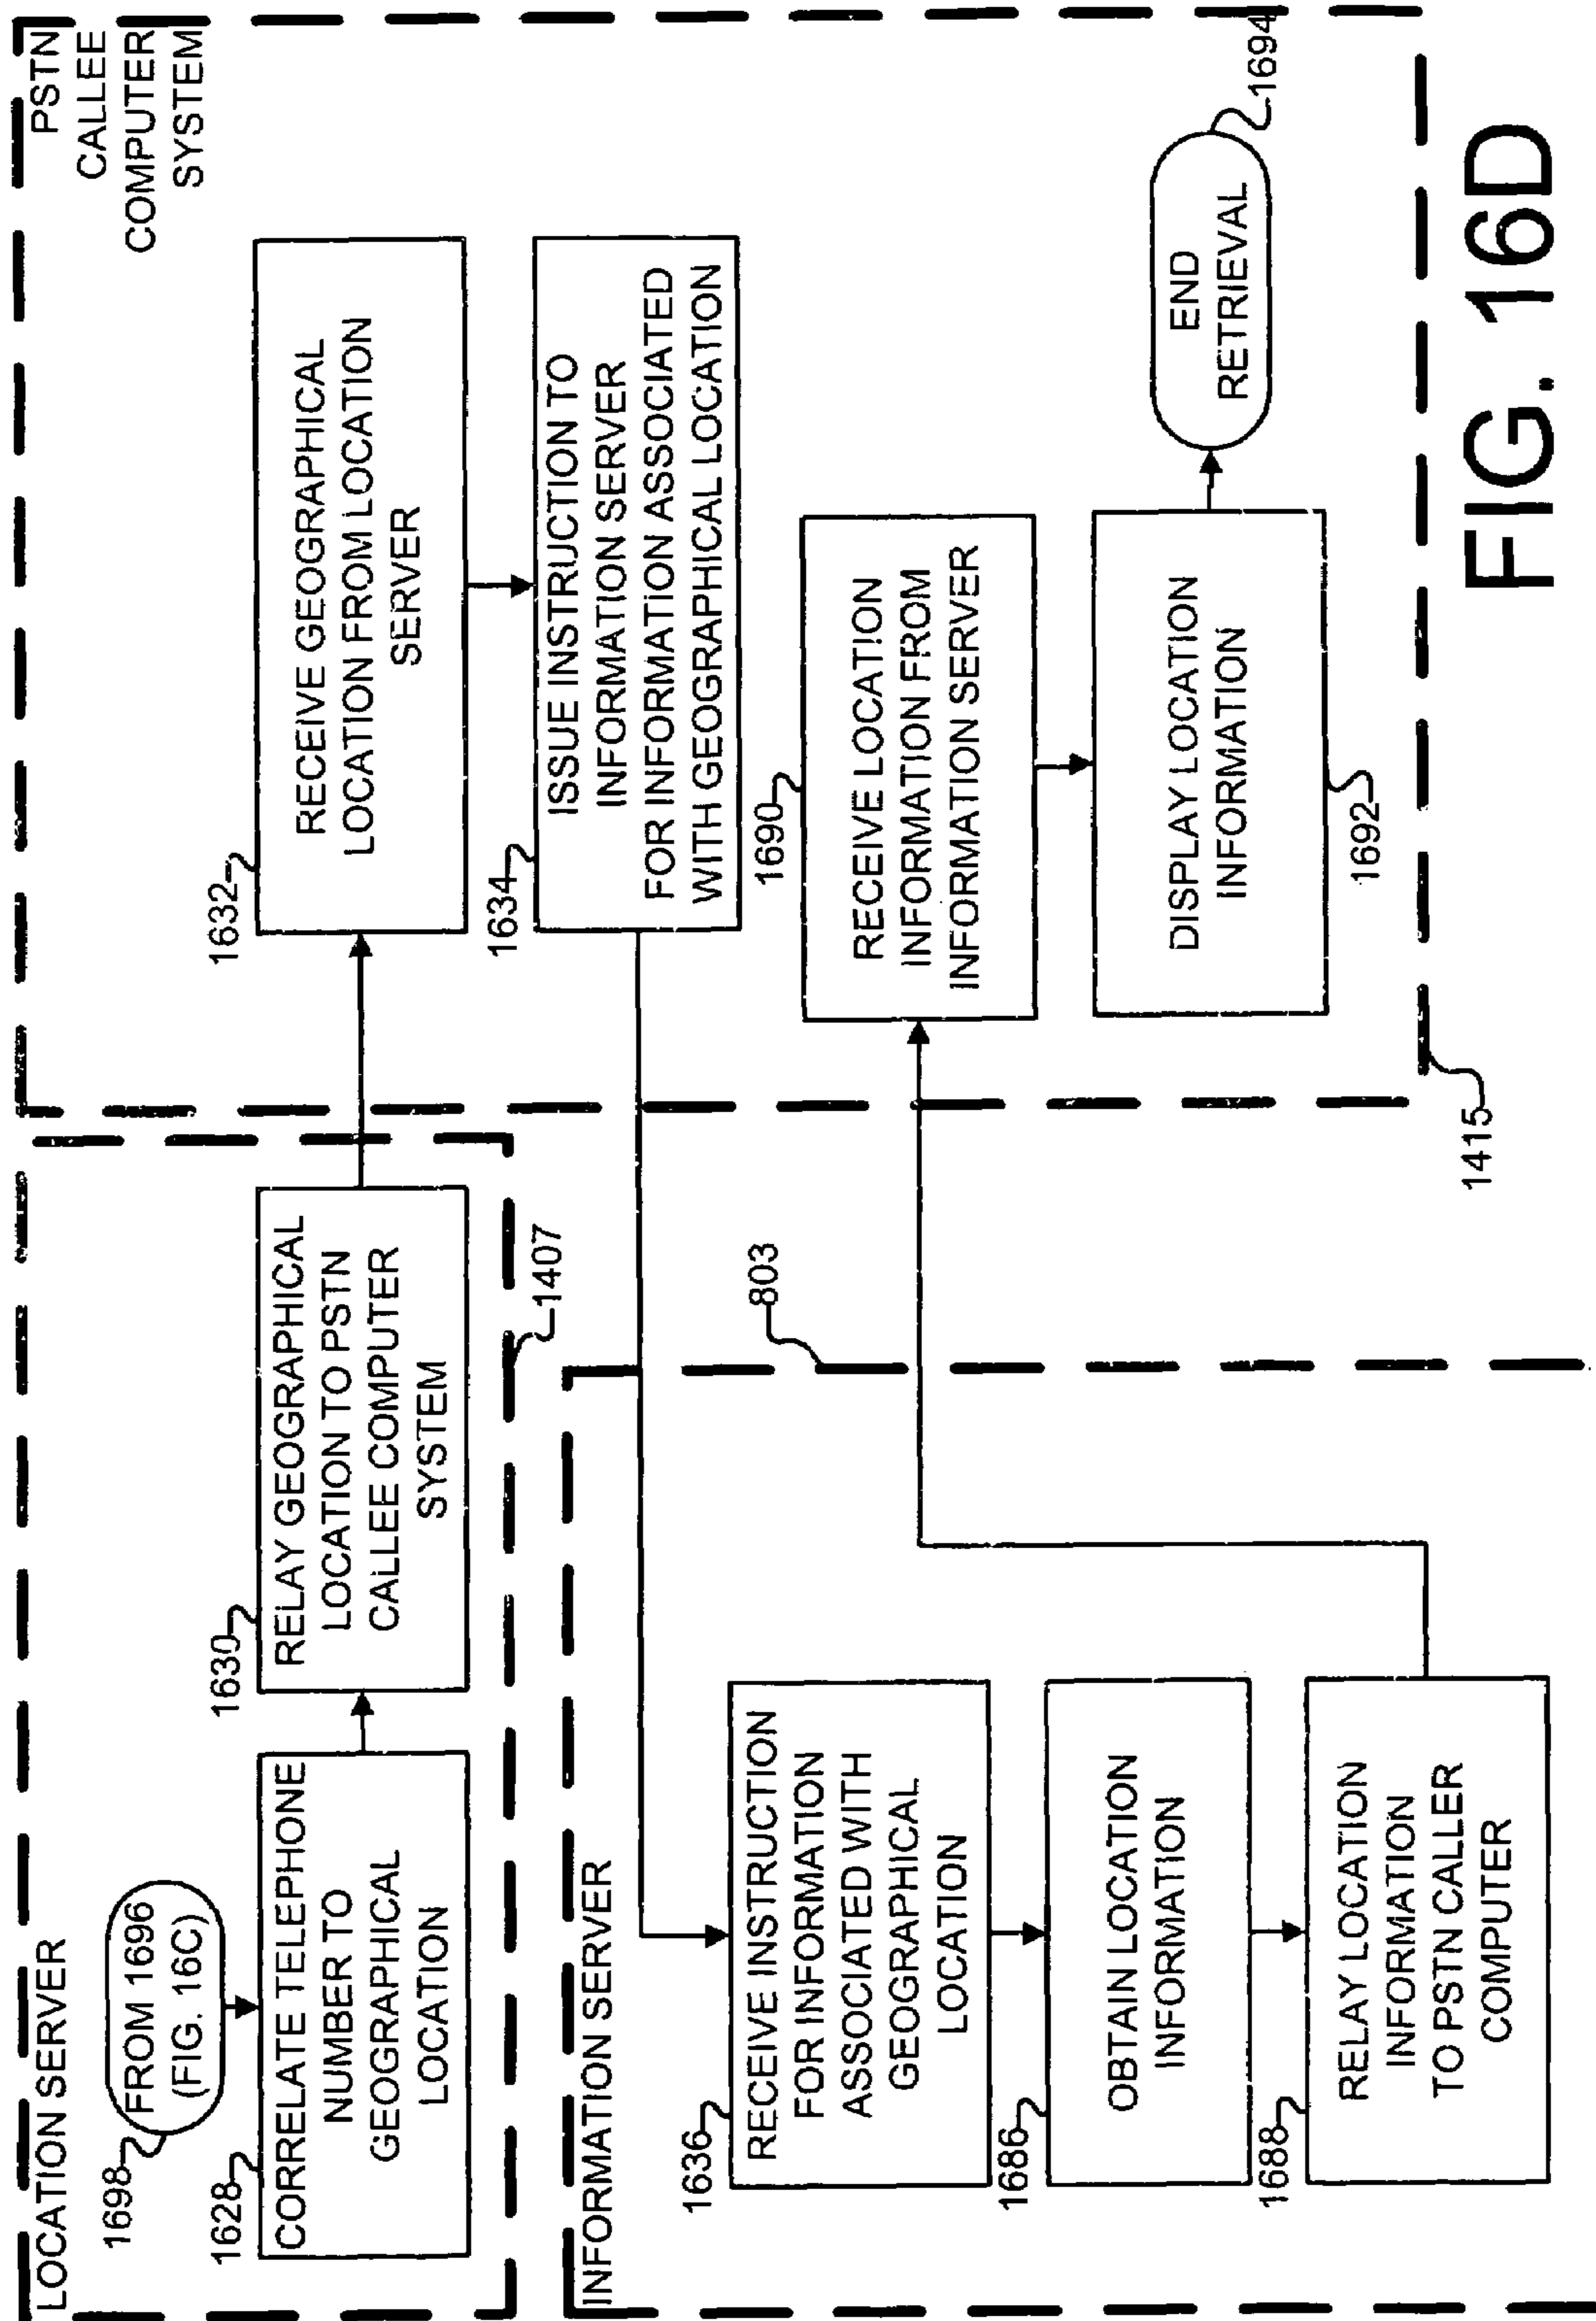 LOCATION SERVER
1698
FROM 1696
(FIG. 16C)
1628
CORRELATE TELEPHONE
NUMBER TO
GEOGRAPHICAL
LOCATION
1630
RELAY GEOGRAPHICAL
LOCATION TO PSTN
CALLEE COMPUTER
SYSTEM
1407
PSTN
CALLEE
COMPUTER
SYSTEM
1632
RECEIVE GEOGRAPHICAL
LOCATION FROM LOCATION
SERVER
1634
ISSUE INSTRUCTION TO
INFORMATION SERVER
FOR INFORMATION ASSOCIATED
WITH GEOGRAPHICAL LOCATION
INFORMATION SERVER
803
1636
RECEIVE INSTRUCTION
FOR INFORMATION
ASSOCIATED WITH
GEOGRAPHICAL
LOCATION
1686
OBTAIN LOCATION
INFORMATION
1688
RELAY LOCATION
INFORMATION
TO PSTN CALLER
COMPUTER
1690
RECEIVE LOCATION
INFORMATION FROM
INFORMATION SERVER
DISPLAY LOCATION
INFORMATION
1692
END
RETRIEVAL
1694
1415
FIG. 16D